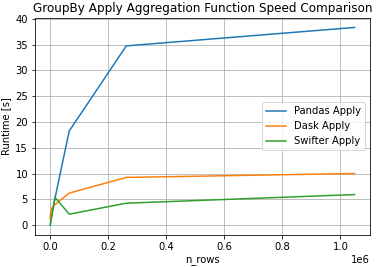 GroupBy Apply Aggregation Function Speed Comparison
40
35
30
25
20
15
10
5
0
Runtime [s]
Pandas Apply
Dask Apply
Swifter Apply
0.0 0.2 0.4 0.6 0.8 1.0
1e6
n_rows